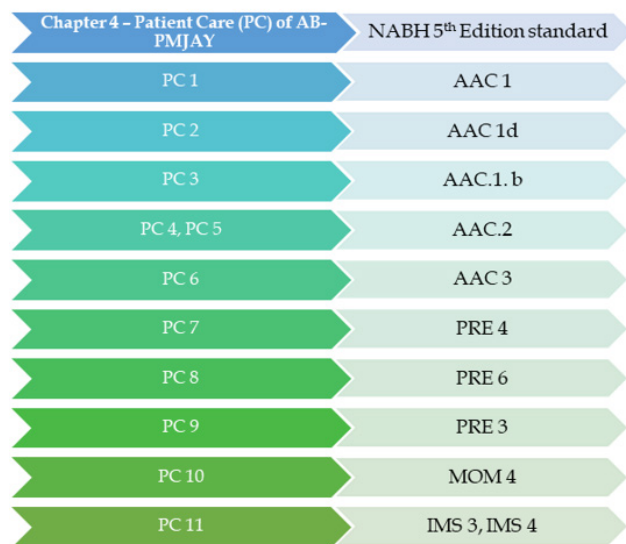 Chapter 4 – Patient Care (PC) of AB-
PMJAY
NABH 5th Edition standard
PC 1
AAC 1
PC 2
AAC 1d
PC 3
AAC.1. b
PC 4, PC 5
AAC.2
PC 6
AAC 3
PC 7
PRE 4
PC 8
PRE 6
PC 9
PRE 3
PC 10
MOM 4
PC 11
IMS 3, IMS 4